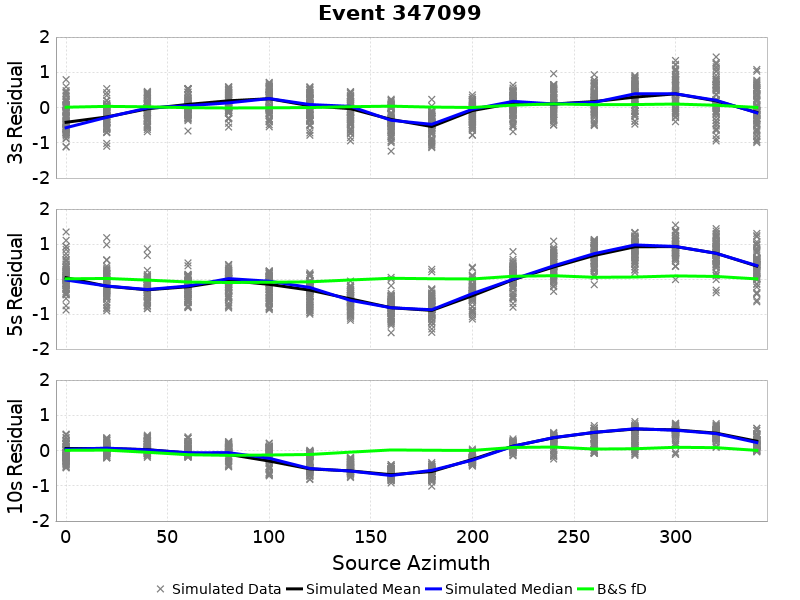 Event 347099
3s Residual
2
1
0
-1
-2
5s Residual
2
1
0
-1
-2
10s Residual
2
1
0
-1
-2
0 50 100 150 200 250 300
Source Azimuth
Simulated Data Simulated Mean Simulated Median B&S fD